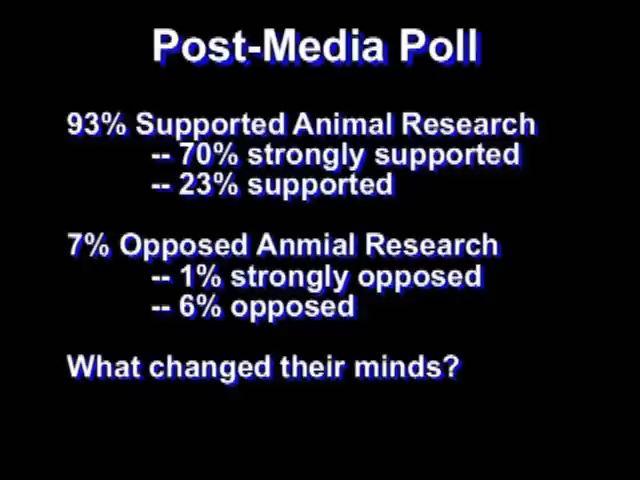 Post-Media Poll
93% Supported Animal Research
-- 70% strongly supported
-- 23% supported
7% Opposed Anmial Research
-- 1% strongly opposed
-- 6% opposed
What changed their minds?